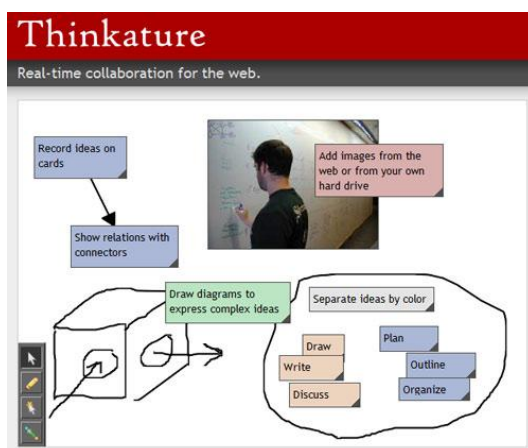 Thinkature
Real-time collaboration for the web.
Record ideas on
cards
Add images from the
web or from your own
hard drive
Show relations with
connectors
Draw diagrams to
express complex ideas
Separate ideas by color
Draw
Write
Discuss
Plan
Outline
Organize